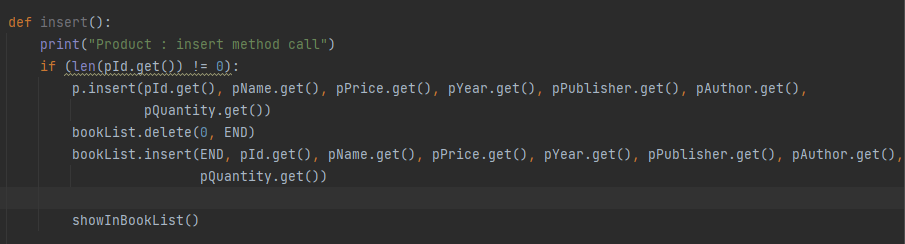 def insert():
    print("Product : insert method call")
    if (len(pId.get()) != 0):
        p.insert(pId.get(), pName.get(), pPrice.get(), pYear.get(), pPublisher.get(), pAuthor.get(),
                 pQuantity.get())
        bookList.delete(0, END)
        bookList.insert(END, pId.get(), pName.get(), pPrice.get(), pYear.get(), pPublisher.get(), pAuthor.get(),
                        pQuantity.get())
        showInBookList()